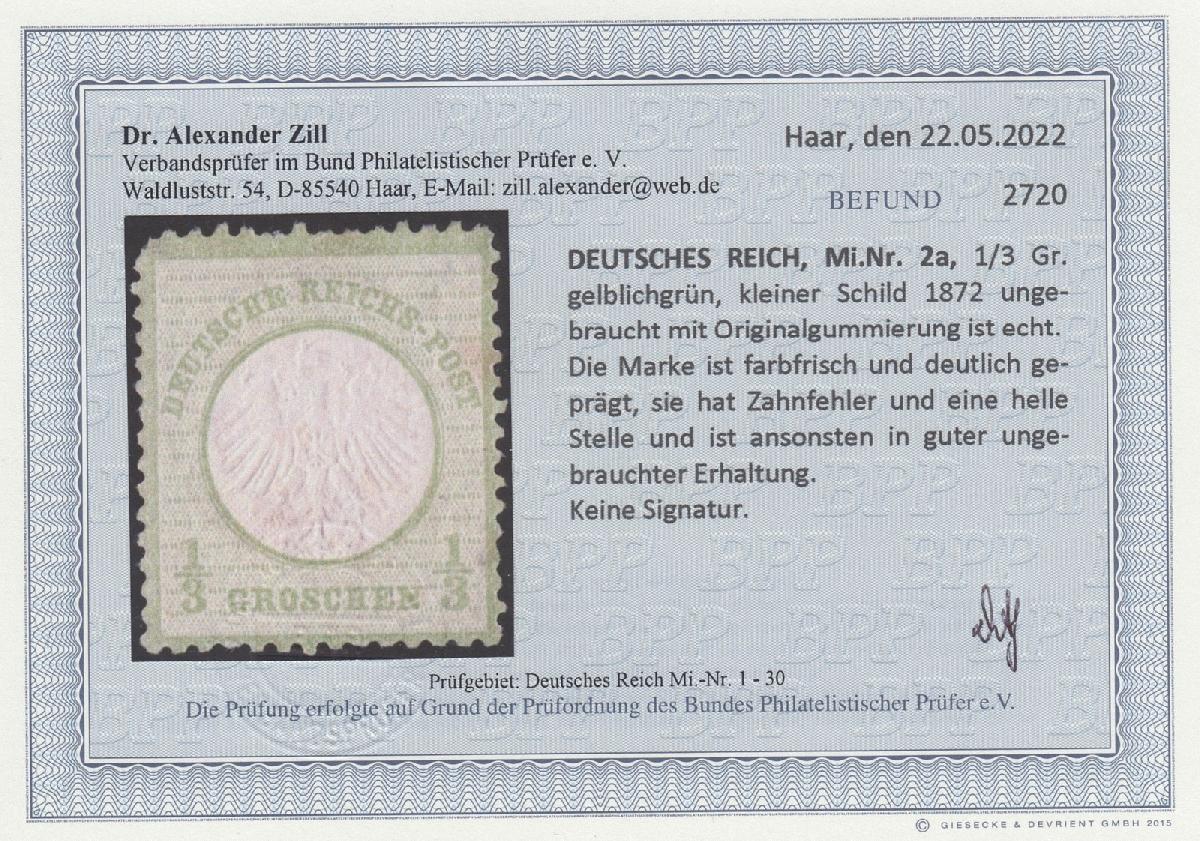 Dr. Alexander Zill
Verbandsprüfer im Bund Philatelistischer Prüfer e. V.
Waldluststr. 54, D-85540 Haar, E-Mail: zill.alexander@web.de
Haar, den 22.05.2022
BEFUND 2720
DEUTSCHE REICHS-POST
1/3 GROSCHEN 1/3
DEUTSCHES REICH, Mi.Nr. 2a, 1/3 Gr.
gelblichgrün, kleiner Schild 1872 unge-
braucht mit Originalgummierung ist echt.
Die Marke ist farbfrisch und deutlich ge-
prägt, sie hat Zahnfehler und eine helle
Stelle und ist ansonsten in guter unge-
brauchter Erhaltung.
Keine Signatur.
Prüfgebiet: Deutsches Reich Mi.-Nr. 1 - 30
Die Prüfung erfolgte auf Grund der Prüfordnung des Bundes Philatelistischer Prüfer e.V.
BPP
© GIESECKE & DEVRIENT GMBH 2015